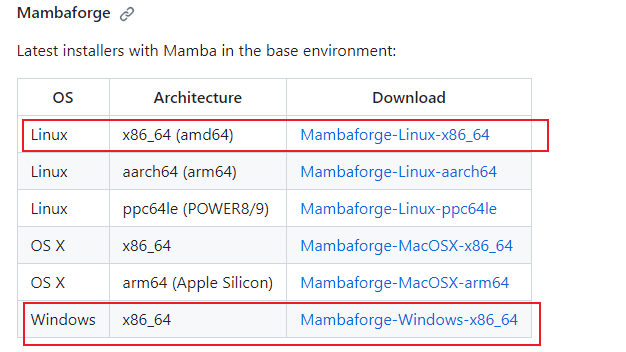 Mambaforge
Latest installers with Mamba in the base environment:
OS Architecture Download
Linux x86_64 (amd64) Mambaforge-Linux-x86_64
Linux aarch64 (arm64) Mambaforge-Linux-aarch64
Linux ppc64le (POWER8/9) Mambaforge-Linux-ppc64le
OS X x86_64 Mambaforge-MacOSX-x86_64
OS X arm64 (Apple Silicon) Mambaforge-MacOSX-arm64
Windows x86_64 Mambaforge-Windows-x86_64